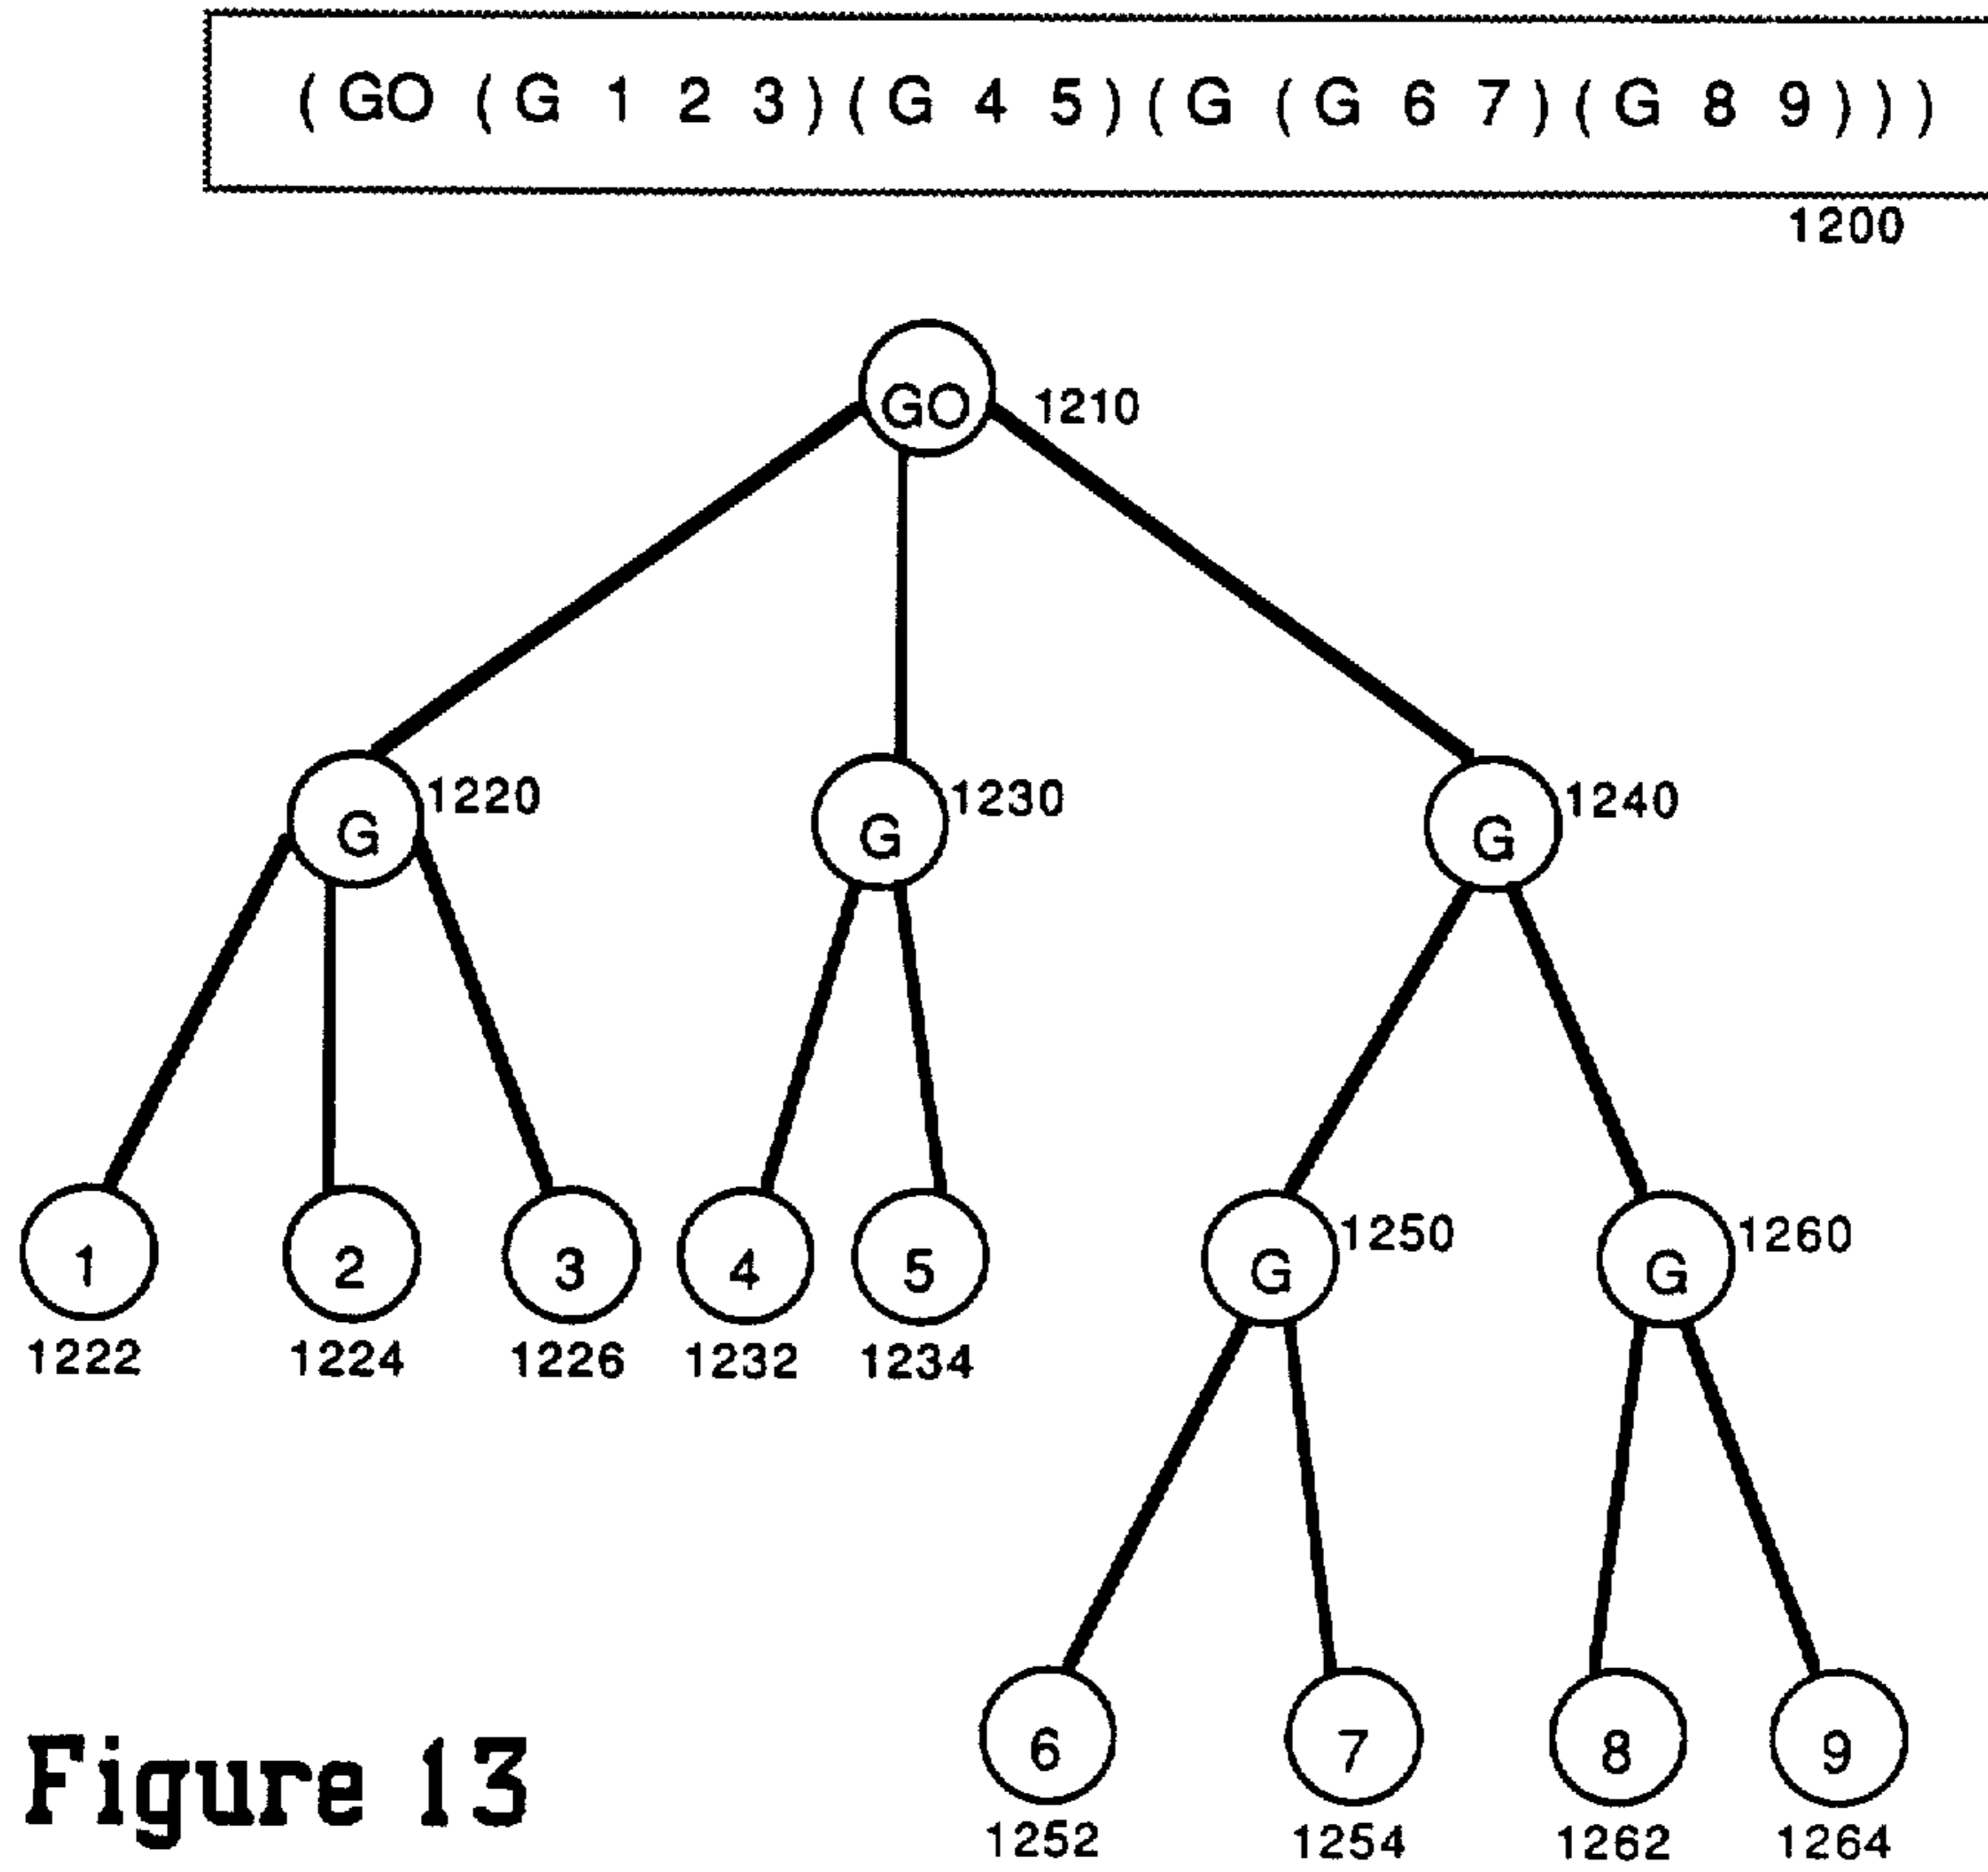 ( GO ( G 1 2 3 ) ( G 4 5 ) ( G ( G 6 7 ) ( G 8 9 ) ) )
1200
GO 1210
G 1220 G 1230 G 1240
1 2 3 4 5 G 1250 G 1260
1222 1224 1226 1232 1234
6 7 8 9
1252 1254 1262 1264
Figure 13